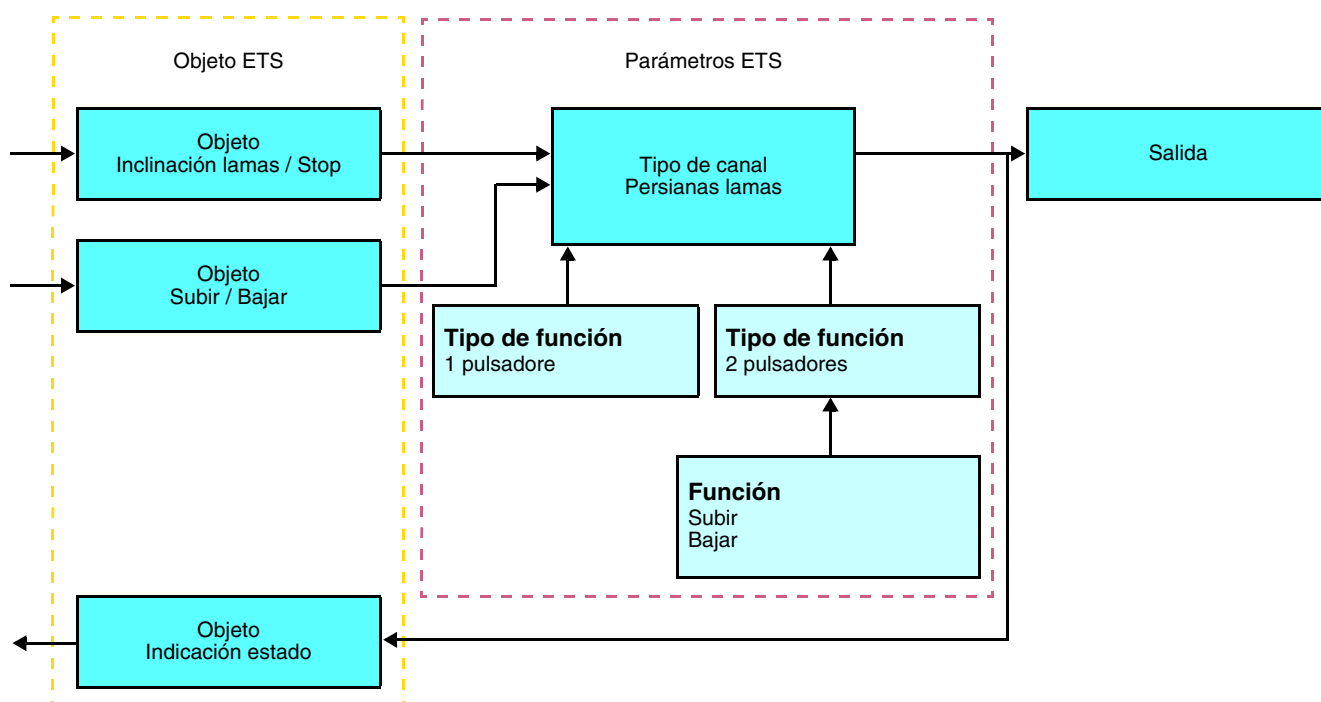 Objeto ETS
Parámetros ETS
Objeto
Inclinación lamas / Stop
Tipo de canal
Persianas lamas
Salida
Objeto
Subir / Bajar
Tipo de función
1 pulsadore
Tipo de función
2 pulsadores
Función
Subir
Bajar
Objeto
Indicación estado